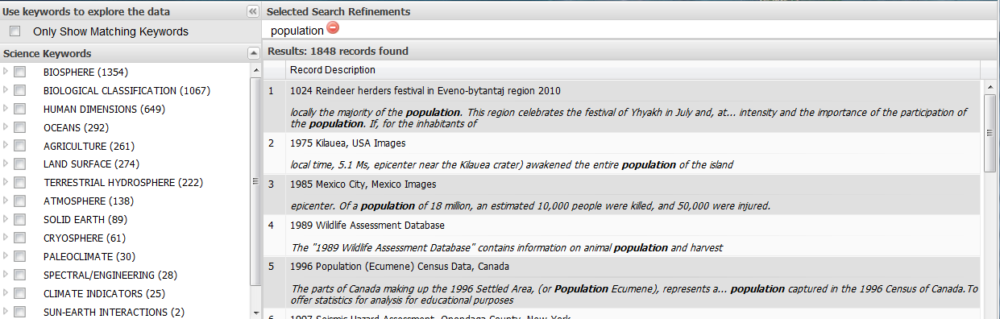 Use keywords to explore the data
Only Show Matching Keywords
Science Keywords
BIOSPHERE (1354)
BIOLOGICAL CLASSIFICATION (1067)
HUMAN DIMENSIONS (649)
OCEANS (292)
AGRICULTURE (261)
LAND SURFACE (274)
TERRESTRIAL HYDROSPHERE (222)
ATMOSPHERE (138)
SOLID EARTH (89)
CRYOSPHERE (61)
PALEOCLIMATE (30)
SPECTRAL/ENGINEERING (28)
CLIMATE INDICATORS (25)
SUN-EARTH INTERACTIONS (2)
Selected Search Refinements
population
Results: 1848 records found
Record Description
1 1024 Reindeer herders festival in Eveno-bytantaj region 2010
locally the majority of the population. This region celebrates the festival of Yhyakh in July and, at... intensity and the importance of the participation of
the population. If, for the inhabitants of
2 1975 Kilauea, USA Images
local time, 5.1 Ms, epicenter near the Kilauea crater) awakened the entire population of the island
3 1985 Mexico City, Mexico Images
epicenter. Of a population of 18 million, an estimated 10,000 people were killed, and 50,000 were injured.
4 1989 Wildlife Assessment Database
The "1989 Wildlife Assessment Database" contains information on animal population and harvest
5 1996 Population (Ecumene) Census Data, Canada
The parts of Canada making up the 1996 Settled Area, (or Population Ecumene), represents a... population captured in the 1996 Census of Canada.To
offer statistics for analysis for educational purposes
6 1997 Seismic Hazard Assessment, Onondaga County, New York